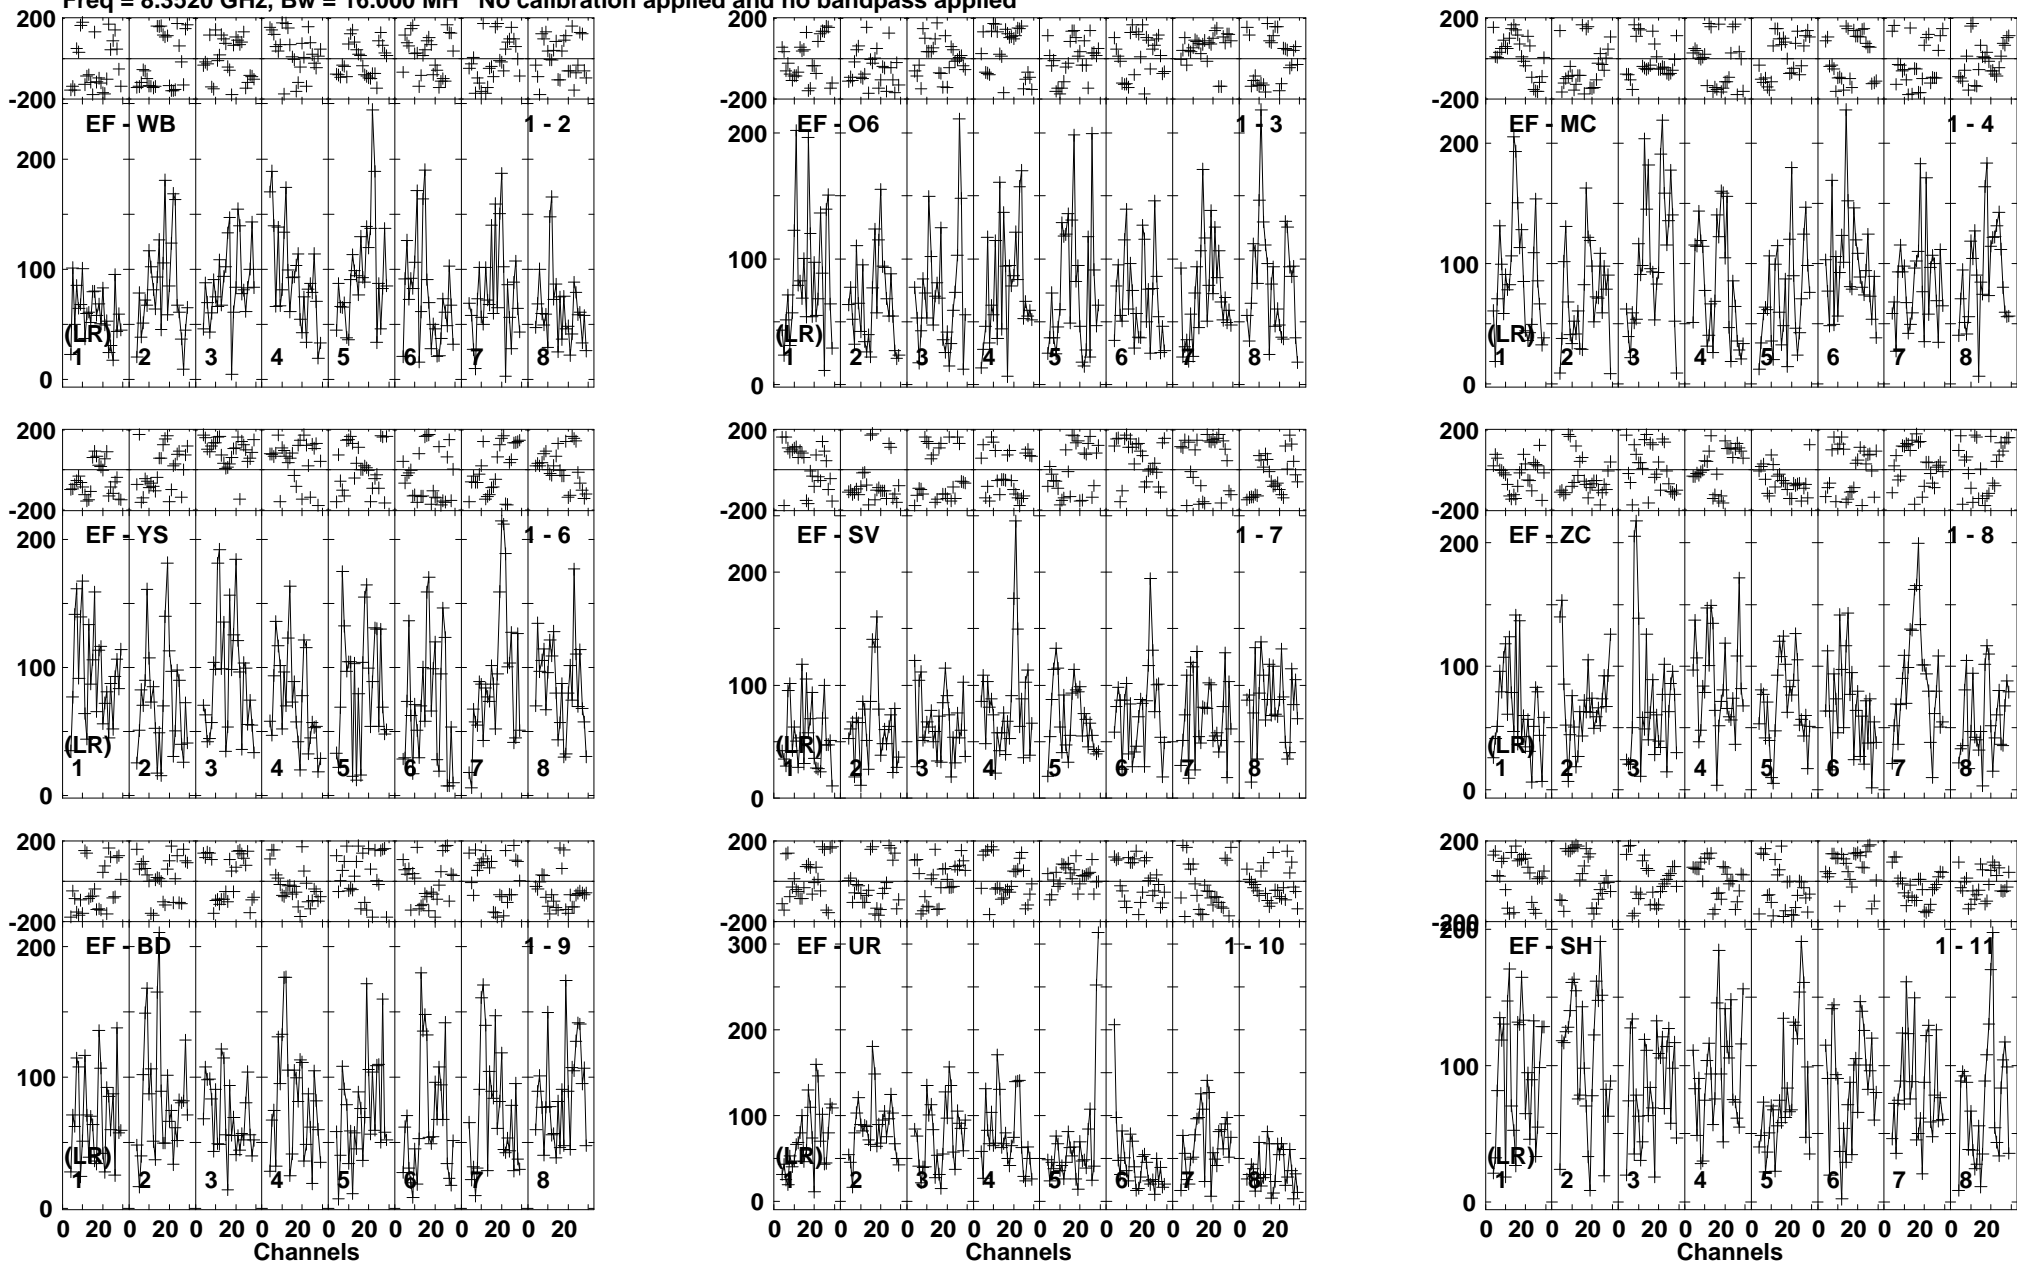 Freq = 8.3520 GHz, Bw = 16.000 MH No calibration applied and no bandpass applied
200 200 200
-200 -200 -200
EF - WB 1 - 2 EF - O6 1 - 3 EF - MC 1 - 4
200 200 200
100 100 100
(LR) (LR) (LR)
1 2 3 4 5 6 7 8 1 2 3 4 5 6 7 8 1 2 3 4 5 6 7 8
0 0 0
200 200 200
-200 -200 -200
EF - YS 1 - 6 EF - SV 1 - 7 EF - ZC 1 - 8
200 200 200
100 100 100
(LR) (LR) (LR)
1 2 3 4 5 6 7 8 1 2 3 4 5 6 7 8 1 2 3 4 5 6 7 8
0 0 0
200 200 200
-200 -200 -200
EF - BD 1 - 9 EF - UR 1 - 10 EF - SH 1 - 11
200 300 200
200
100 100 100
(LR) (LR) (LR)
1 2 3 4 5 6 7 8 1 2 3 4 5 6 7 8 1 2 3 4 5 6 7 8
0 0 0
0 20 0 20 0 20 0 20 0 20 0 20 0 20 0 20 0 20 0 20 0 20 0 20 0 20 0 20 0 20 0 20 0 20 0 20 0 20 0 20 0 20 0 20 0 20 0 20
Channels Channels Channels